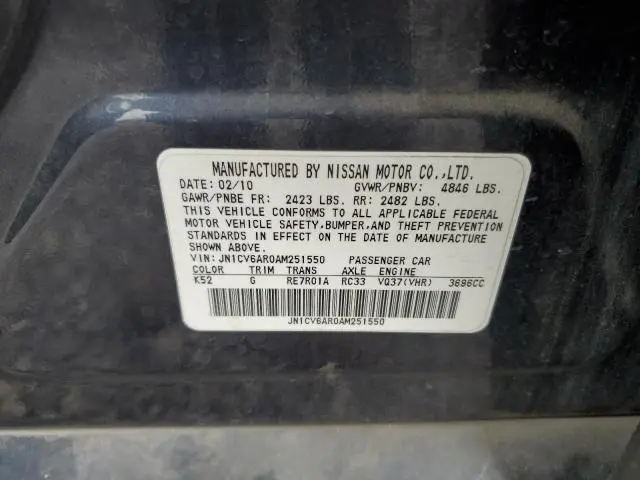 MANUFACTURED BY NISSAN MOTOR CO.,LTD.
DATE: 02/10 GVWR/PNBV: 4846 LBS.
GAWR/PNBE FR: 2423 LBS. RR: 2482 LBS.
THIS VEHICLE CONFORMS TO ALL APPLICABLE FEDERAL
MOTOR VEHICLE SAFETY,BUMPER,AND THEFT PREVENTION
STANDARDS IN EFFECT ON THE DATE OF MANUFACTURE
SHOWN ABOVE.
VIN: JN1CV6AR0AM251550 PASSENGER CAR
COLOR TRIM TRANS AXLE ENGINE
K52 G RE7R01A RC33 VQ37(VHR) 3696CC
JN1CV6AR0AM251550